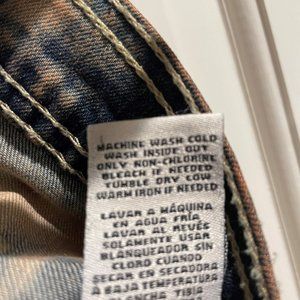 MACHINE WASH COLD
WASH INSIDE OUT
ONLY NON-CHLORINE
BLEACH IF NEEDED
TUMBLE DRY LOW
WARM IRON IF NEEDED
LAVAR A MÁQUINA
EN AGUA FRÍA
LAVAR AL REVÉS
SOLAMENTE USAR
BLANQUEADOR SIN
CLORO CUANDO
SECAR EN SECADORA
A BAJA TEMPERATURA
PLANCHA TIBIA